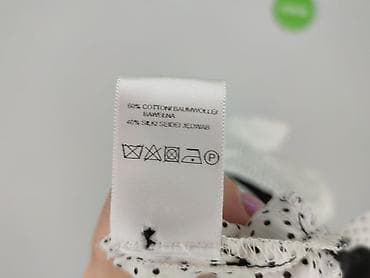 60% COTTON/ BAUMWOLLE/
BAWEŁNA
40% SILK/ SEIDE/ JEDWAB
P